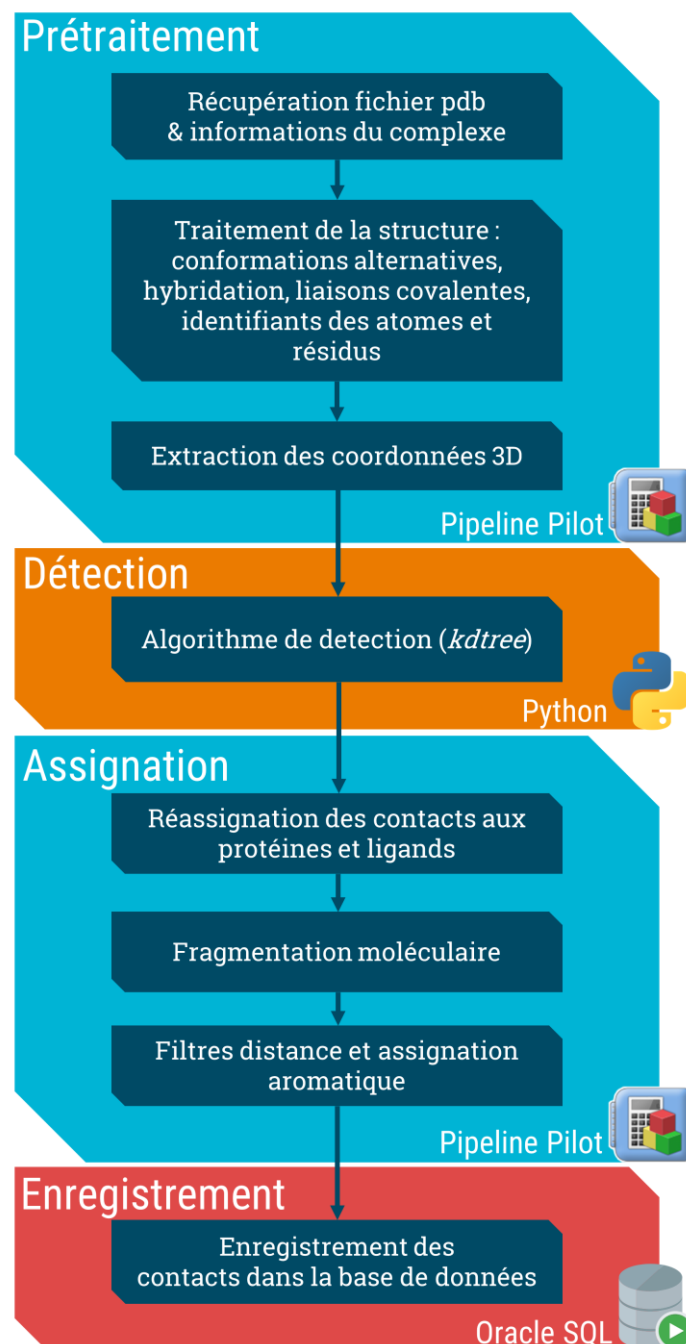 Prétraitement
Récupération fichier pdb
& informations du complexe
Traitement de la structure :
conformations alternatives,
hybridation, liaisons covalentes,
identifiants des atomes et
résidus
Extraction des coordonnées 3D
Pipeline Pilot
Détection
Algorithme de detection (kdtree)
Python
Assignation
Réassignation des contacts aux
protéines et ligands
Fragmentation moléculaire
Filtres distance et assignation
aromatique
Pipeline Pilot
Enregistrement
Enregistrement des
contacts dans la base de données
Oracle SQL